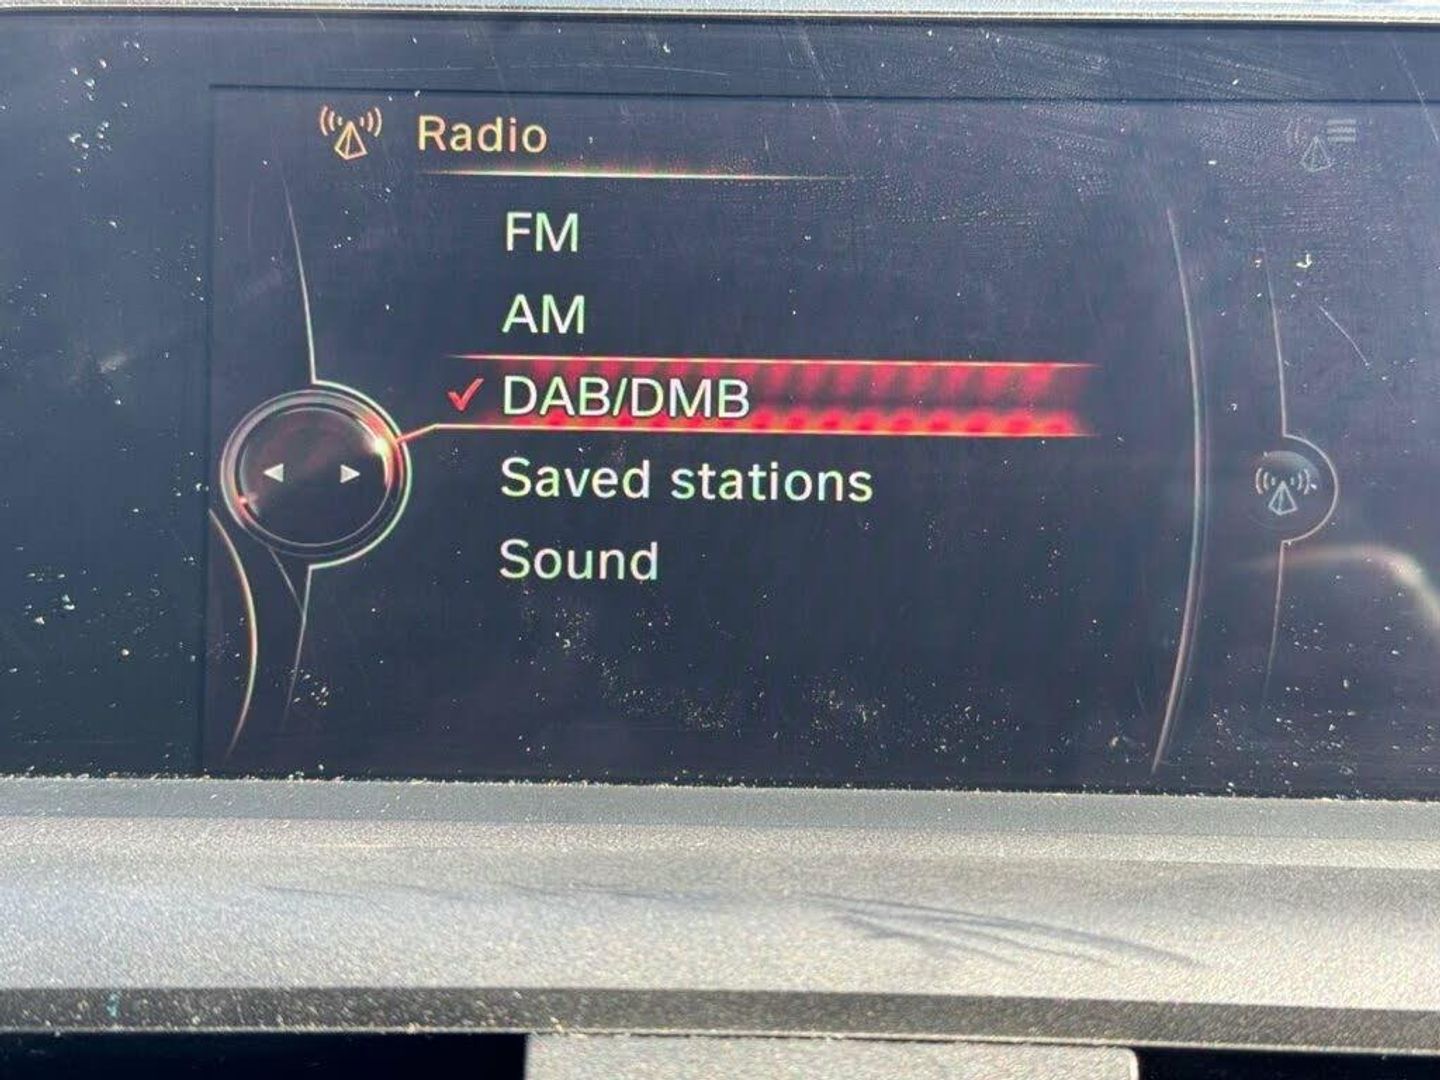 Radio
FM
AM
DAB/DMB
Saved stations
Sound